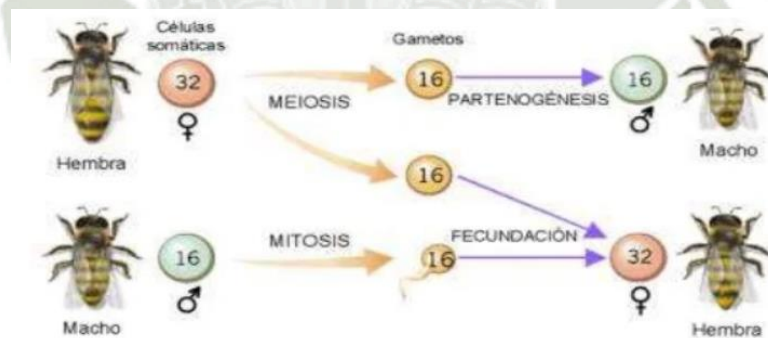 Células
somáticas
Gametos
32
16
16
MEIOSIS
PARTENOGÉNESIS
♀
♂
Hembra
Macho
16
MITOSIS
FECUNDACIÓN
16
16
32
♂
♀
Macho
Hembra